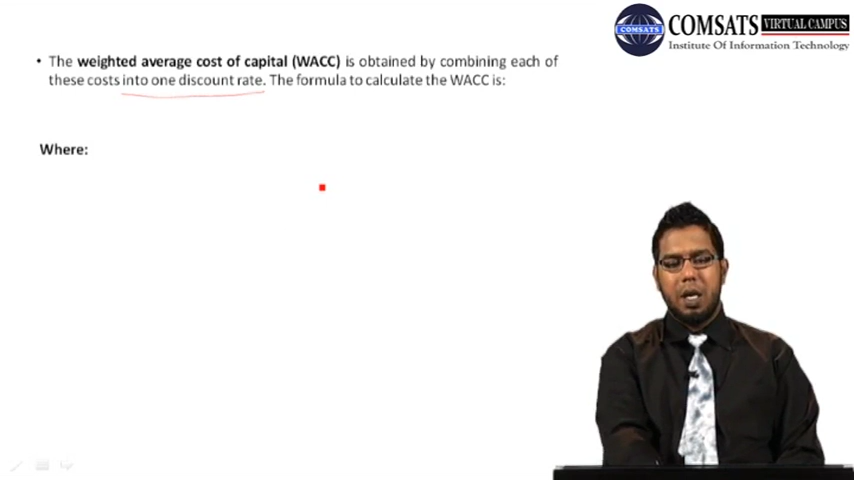 COMSATS VIRTUAL CAMPUS
Institute Of Information Technology
• The weighted average cost of capital (WACC) is obtained by combining each of
these costs into one discount rate. The formula to calculate the WACC is:
Where: